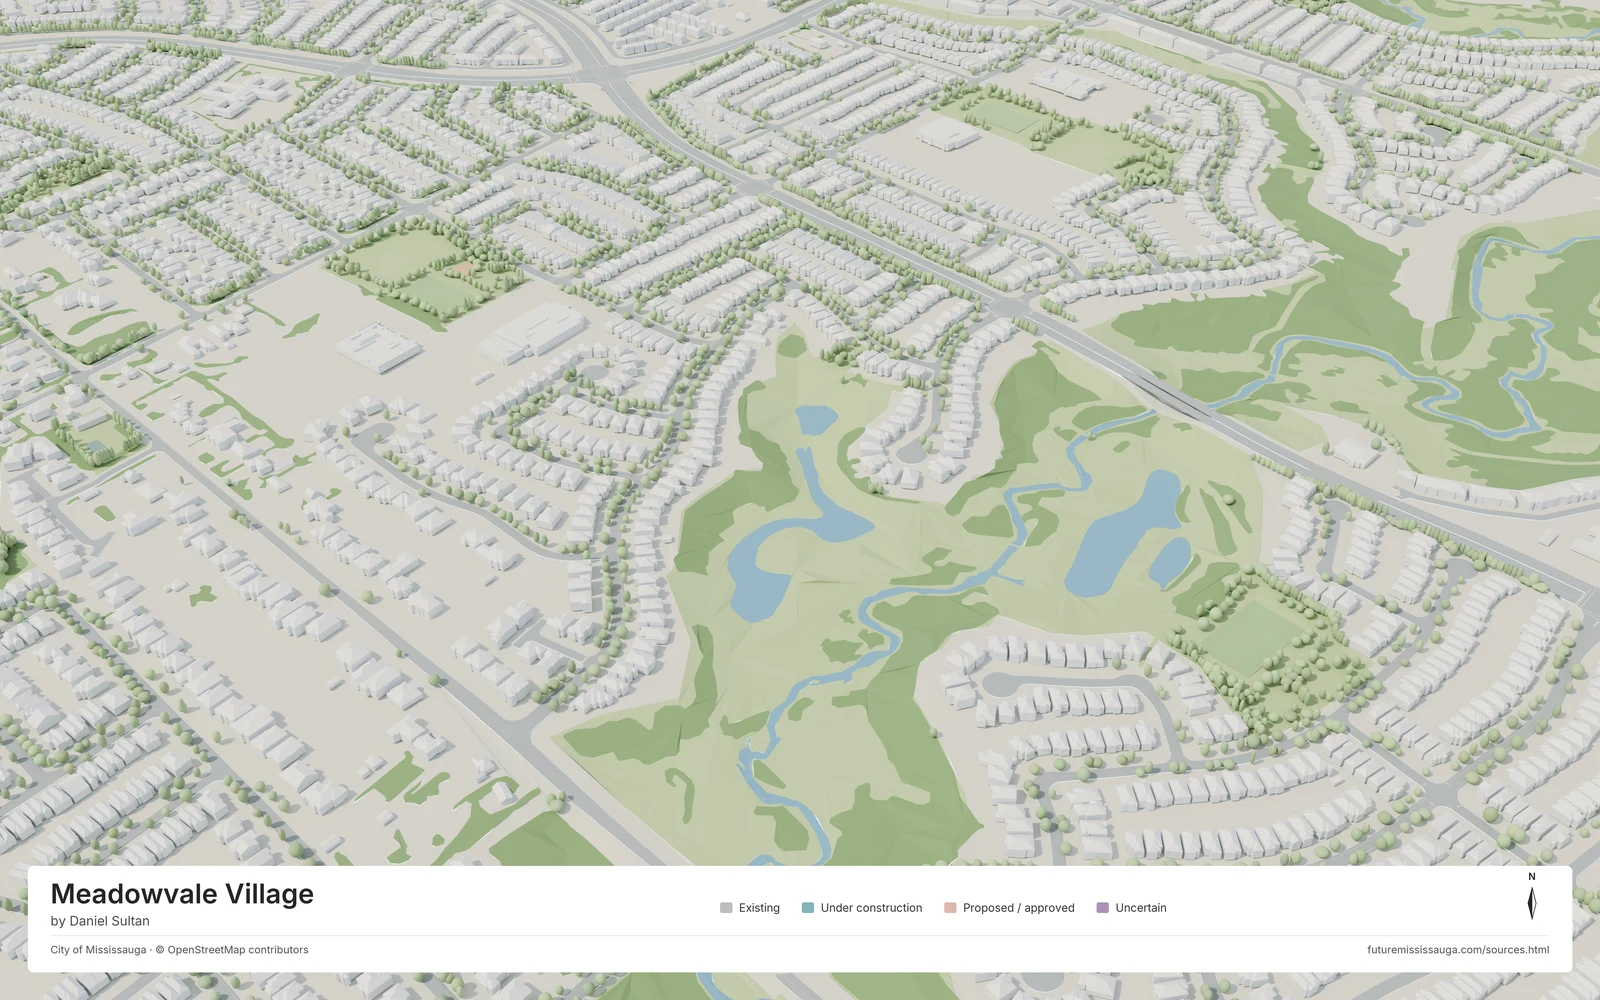 Meadowvale Village
by Daniel Sultan
Existing
Under construction
Proposed / approved
Uncertain
N
City of Mississauga · © OpenStreetMap contributors
futuremississauga.com/sources.html